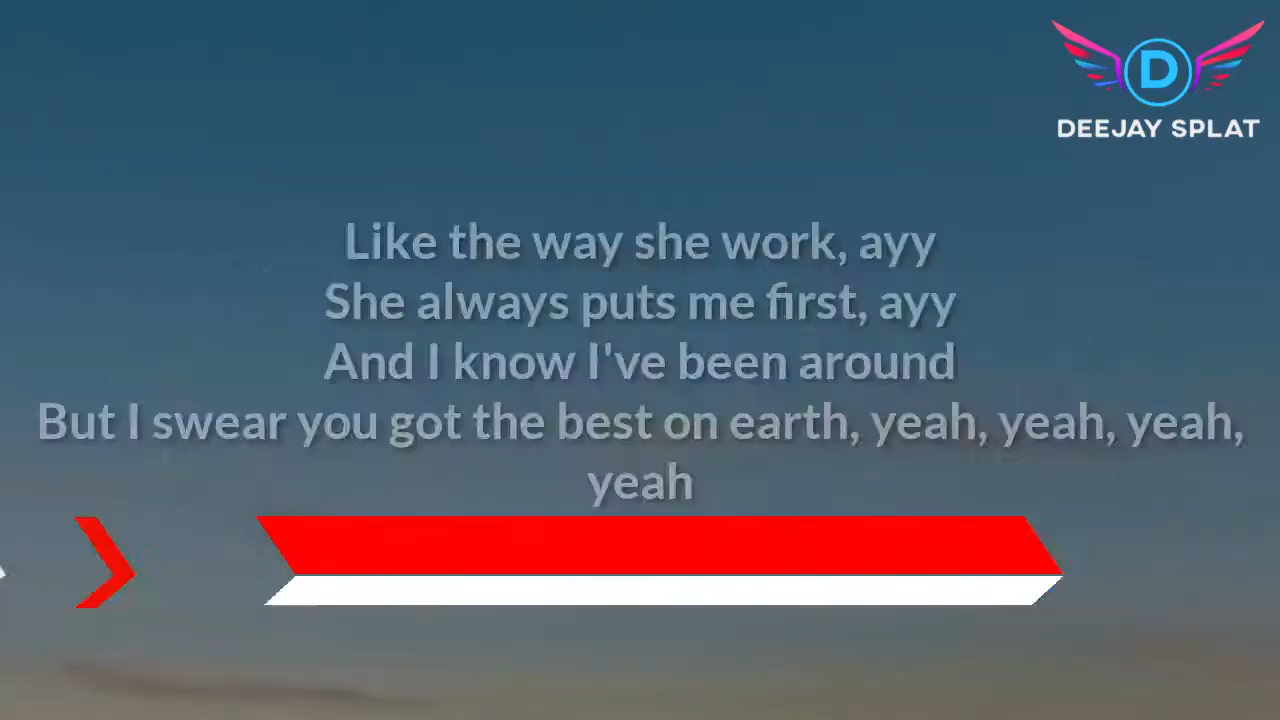 D
DEEJAY SPLAT
Like the way she work, ayy
She always puts me first, ayy
And I know I've been around
But I swear you got the best on earth, yeah, yeah, yeah,
yeah